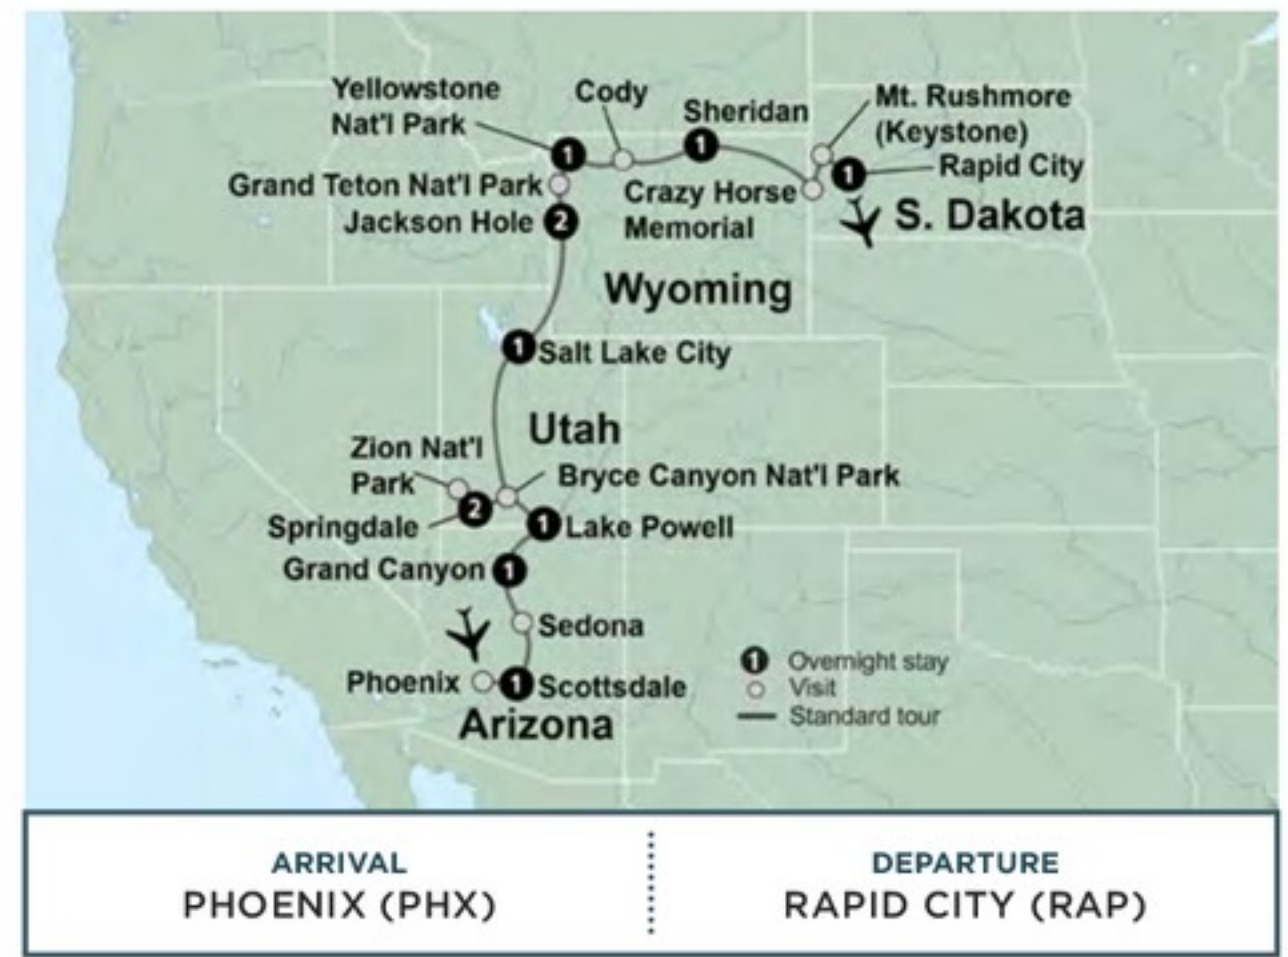 Yellowstone
Nat'l Park
Cody
Sheridan
Mt. Rushmore
(Keystone)
1
1
1
Rapid City
Grand Teton Nat'l Park
Crazy Horse
Memorial
Jackson Hole
2
S. Dakota
Wyoming
1
Salt Lake City
Utah
Zion Nat'l
Park
Bryce Canyon Nat'l Park
2
Springdale
1
Lake Powell
Grand Canyon
1
Sedona
Phoenix
1
Scottsdale
Arizona
1 Overnight stay
Visit
Standard tour
ARRIVAL
PHOENIX (PHX)
DEPARTURE
RAPID CITY (RAP)